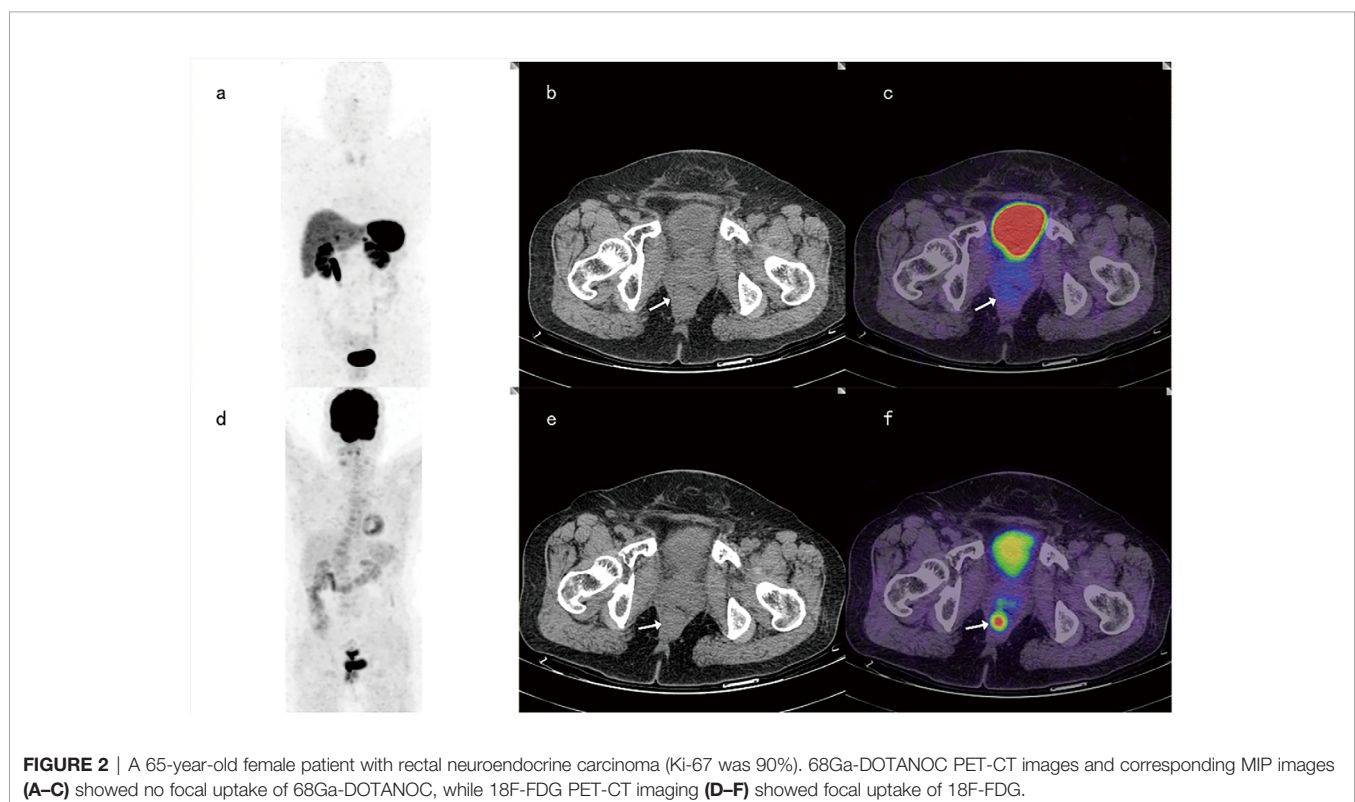 a
b
c
d
e
f
FIGURE 2 | A 65-year-old female patient with rectal neuroendocrine carcinoma (Ki-67 was 90%). 68Ga-DOTANOC PET-CT images and corresponding MIP images
(A–C) showed no focal uptake of 68Ga-DOTANOC, while 18F-FDG PET-CT imaging (D–F) showed focal uptake of 18F-FDG.